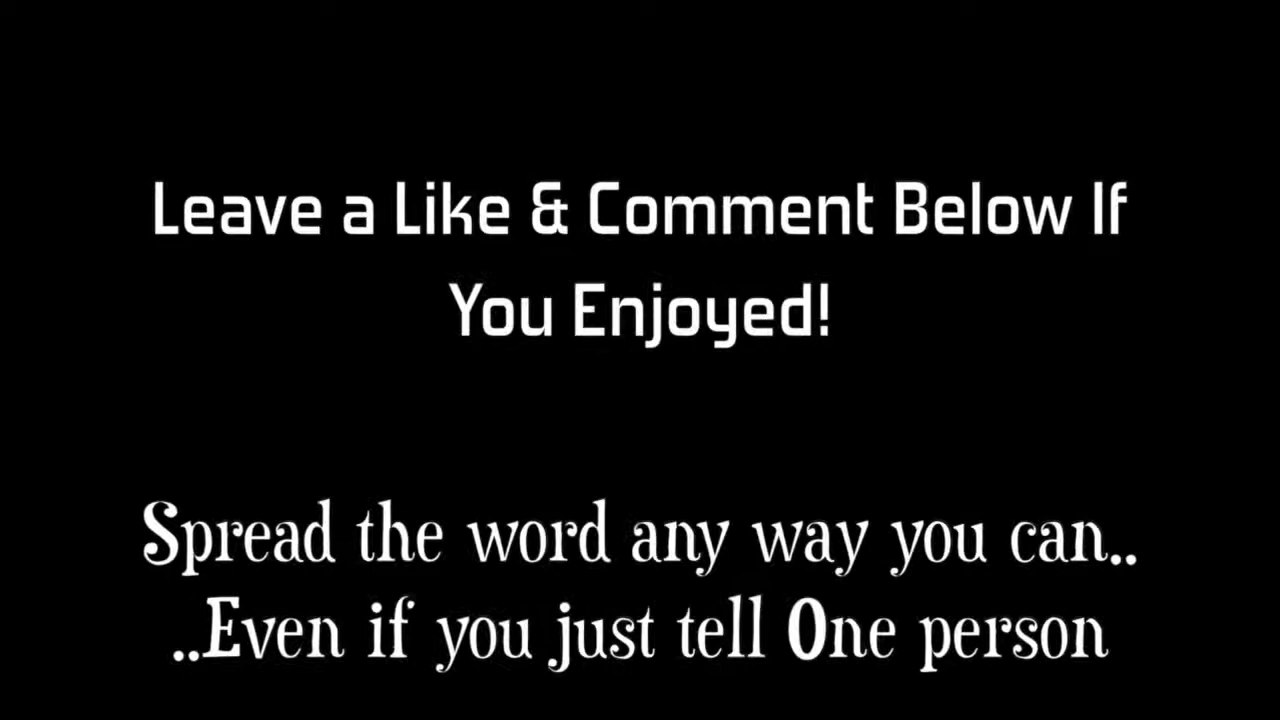 Leave a Like & Comment Below If
You Enjoyed!
Spread the word any way you can..
..Even if you just tell One person